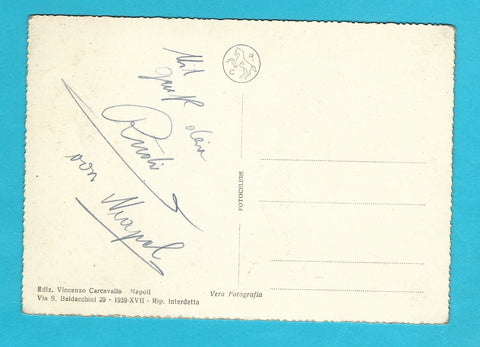 Mit
gruß dein
Rudi
von Neapel
FOTOCELERE
Ediz. Vincenzo Carcavallo - Napoli
Via S. Baldacchini 29 - 1939-XVII - Rip. interdetta
Vera Fotografia